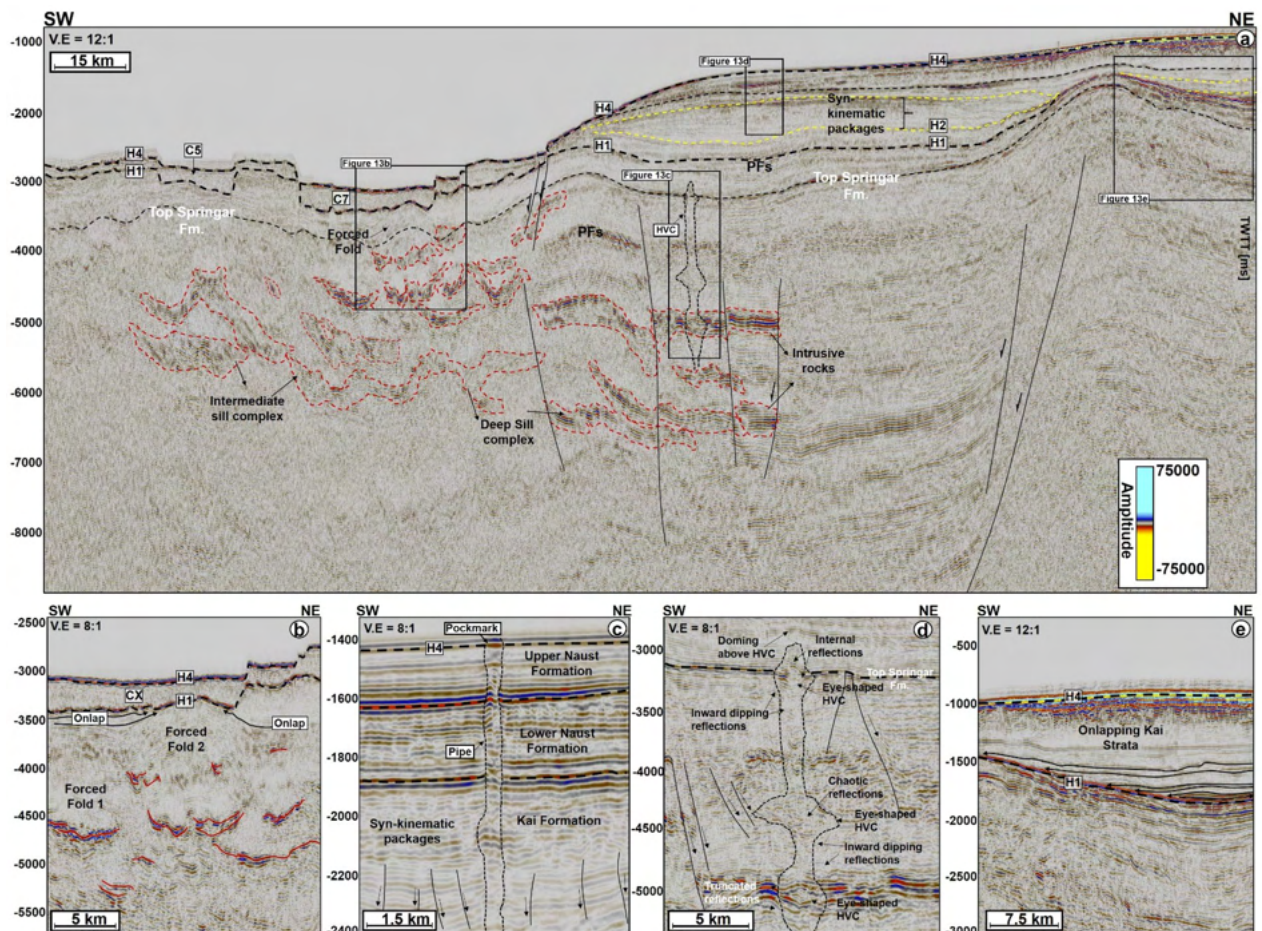 SW
NE
V.E = 12:1
a
15 km
-1000
-2000
-3000
-4000
-5000
-6000
-7000
-8000
Figure 13d
H4
H4
Syn-
kinematic
packages
H2
H1
H1
PFs
H4
C5
H1
Figure 13b
Figure 13c
C7
Top Springar
Fm.
Top Springar
Fm.
Figure 13e
TWTT [ms]
Forced
Fold
PFs
HVC
Intrusive
rocks
Intermediate
sill complex
Deep Sill
complex
75000
Ampltiude
-75000
SW
NE
V.E = 8:1
b
-2500
-3000
-3500
-4000
-4500
-5000
-5500
H4
CX
H1
Onlap
Onlap
Forced
Fold 2
Forced
Fold 1
5 km
SW
NE
V.E = 8:1
c
-1400
-1600
-1800
-2000
-2200
-2400
Pockmark
H4
Upper Naust
Formation
Lower Naust
Formation
Pipe
Syn-kinematic
packages
Kai Formation
1.5 km
SW
NE
V.E = 8:1
d
-3000
-3500
-4000
-4500
-5000
Doming
above HVC
Internal
reflections
Top Springar
Fm.
Eye-shaped
HVC
Inward dipping
reflections
Chaotic
reflections
Eye-shaped
HVC
Inward dipping
reflections
Truncated
reflections
Eye-shaped
HVC
5 km
SW
NE
V.E = 12:1
e
-500
-1000
-1500
-2000
-2500
-3000
H4
Onlapping Kai
Strata
H1
7.5 km